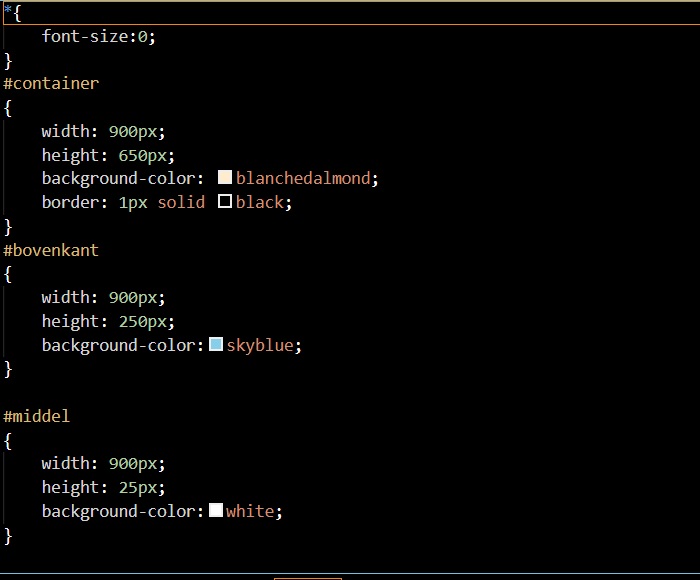 *{
    font-size:0;
}
#container
{
    width: 900px;
    height: 650px;
    background-color: blanchedalmond;
    border: 1px solid black;
}
#bovenkant
{
    width: 900px;
    height: 250px;
    background-color:skyblue;
}

#middel
{
    width: 900px;
    height: 25px;
    background-color:white;
}